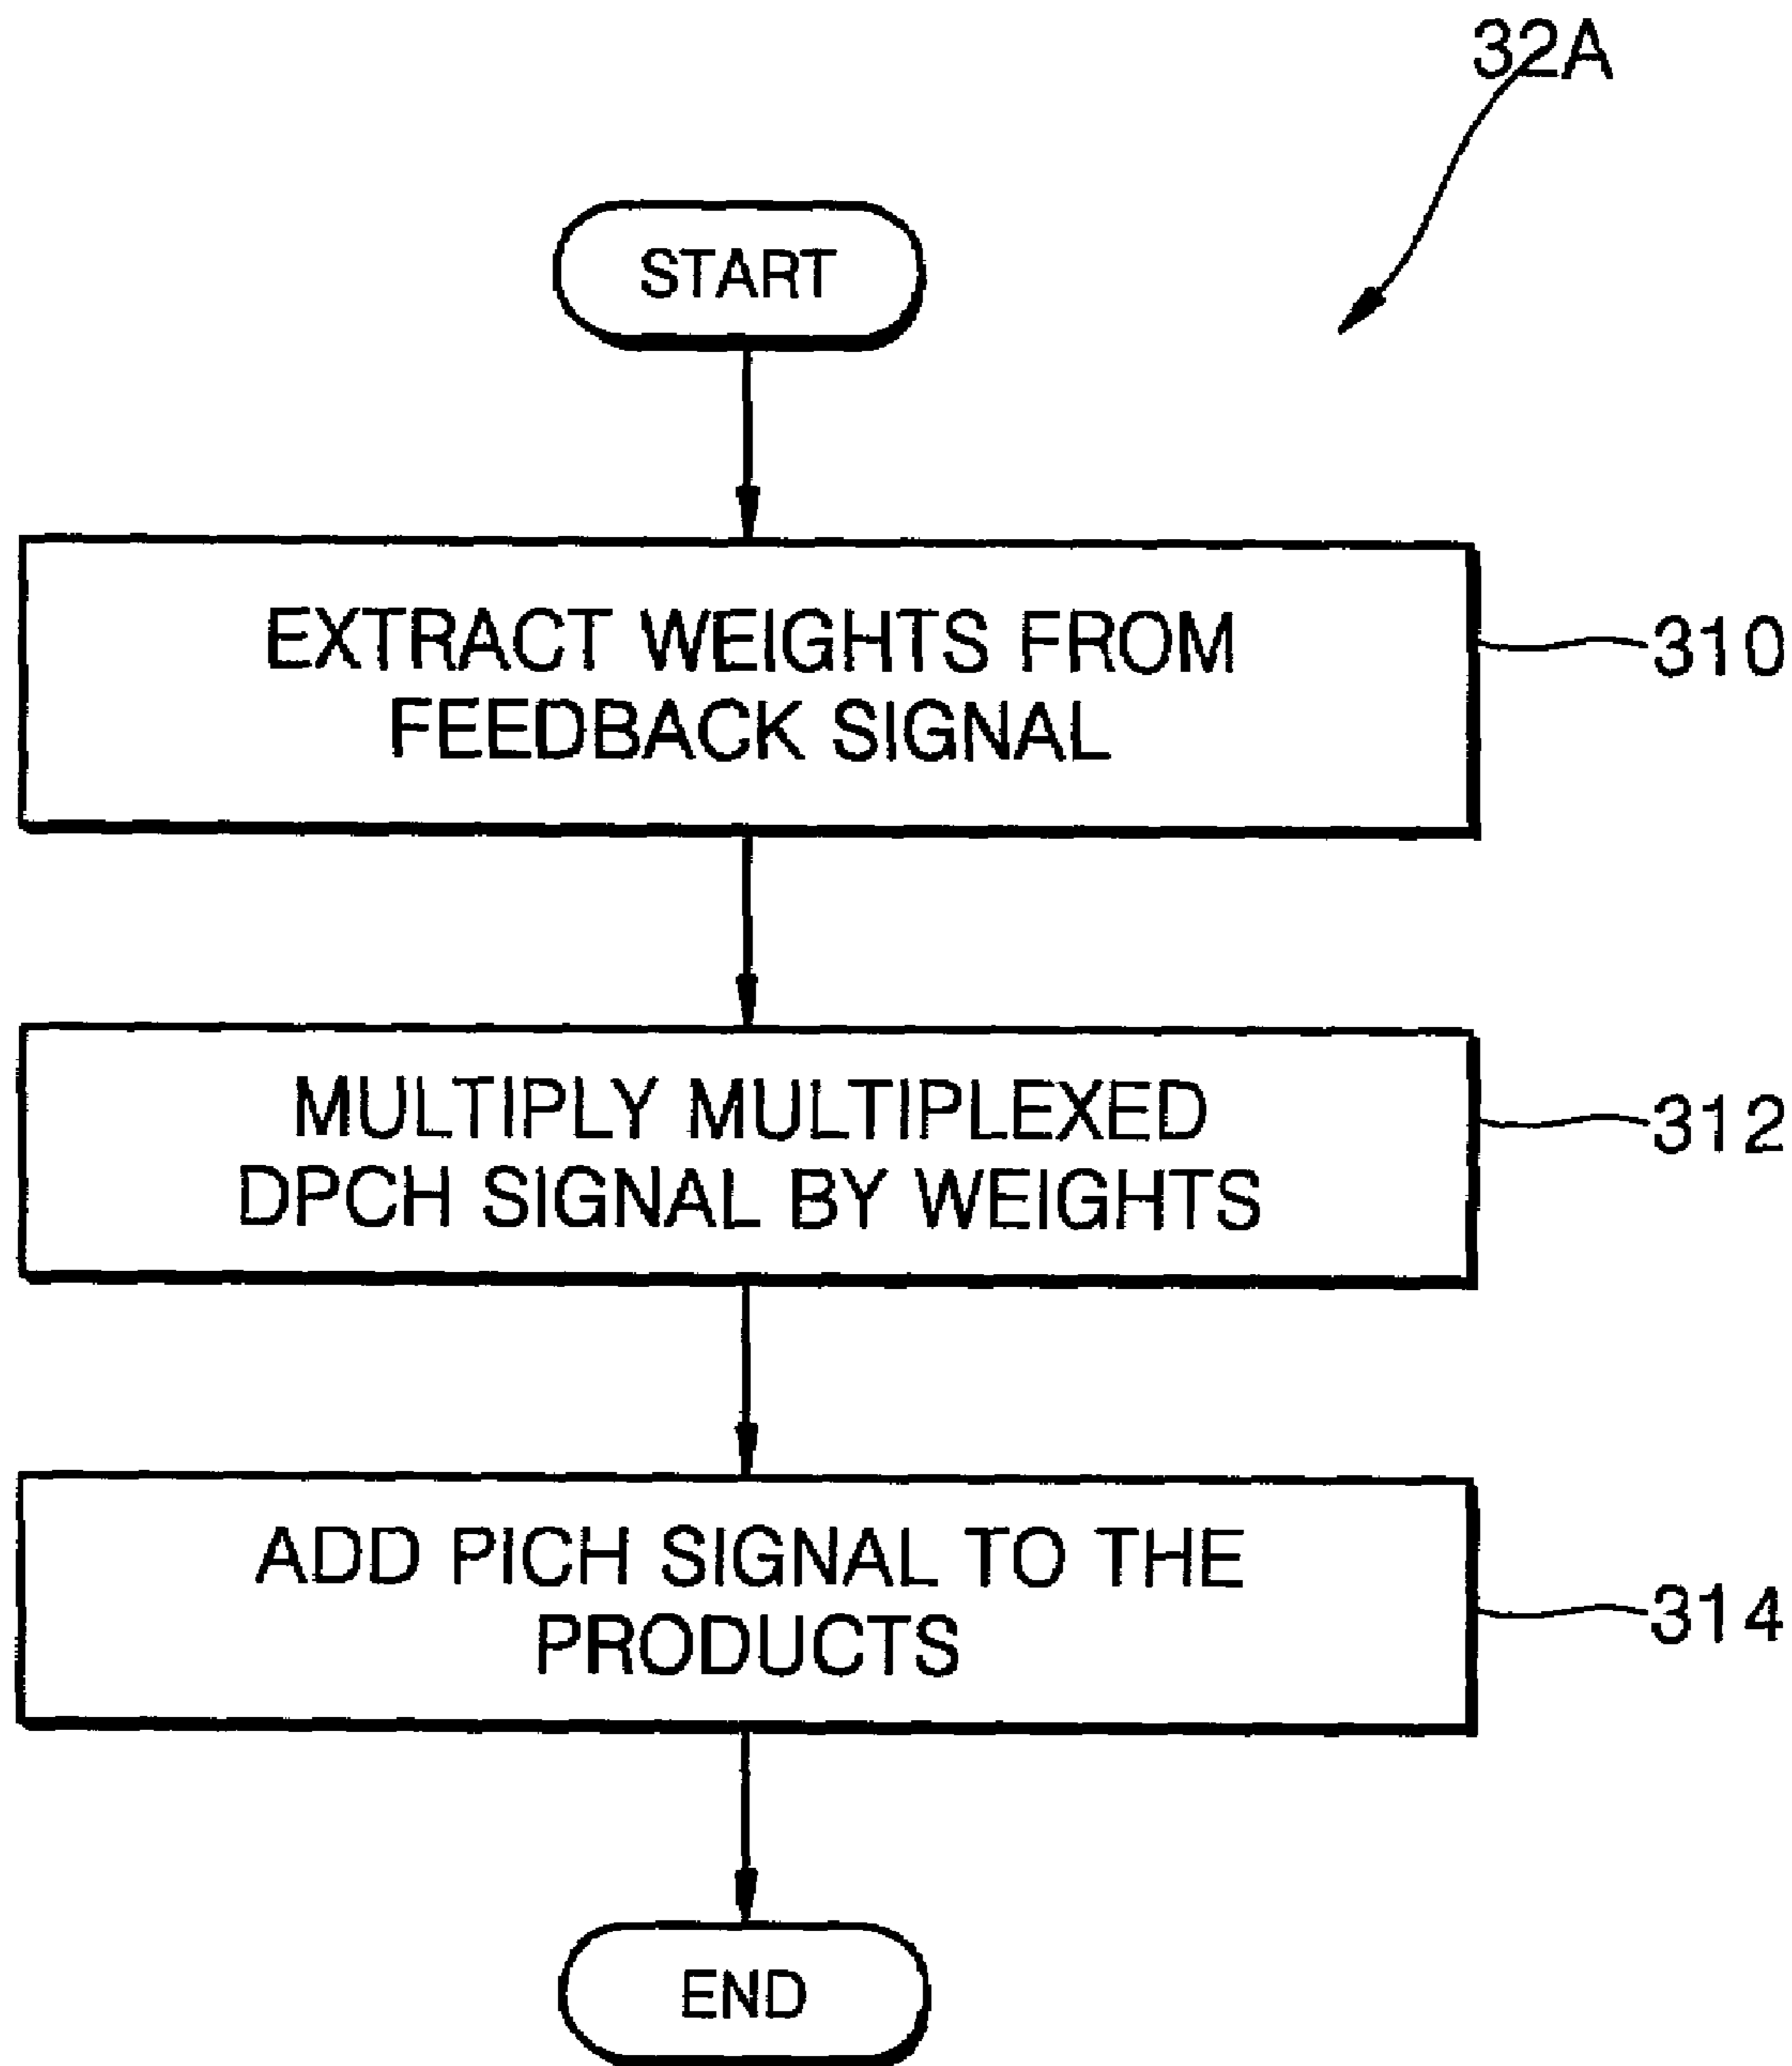 32A
START
EXTRACT WEIGHTS FROM
FEEDBACK SIGNAL
310
MULTIPLY MULTIPLEXED
DPCH SIGNAL BY WEIGHTS
312
ADD PICH SIGNAL TO THE
PRODUCTS
314
END